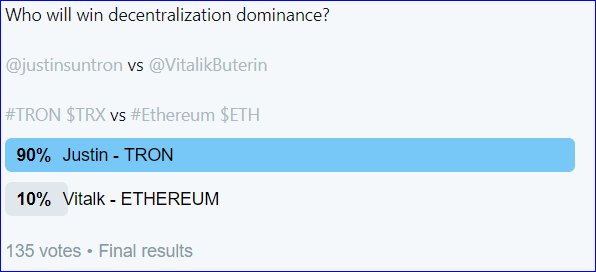 Who will win decentralization dominance?
@justinsuntron vs @VitalikButerin
#TRON $TRX vs #Ethereum $ETH
90% Justin - TRON
10% Vitalk - ETHEREUM
135 votes • Final results